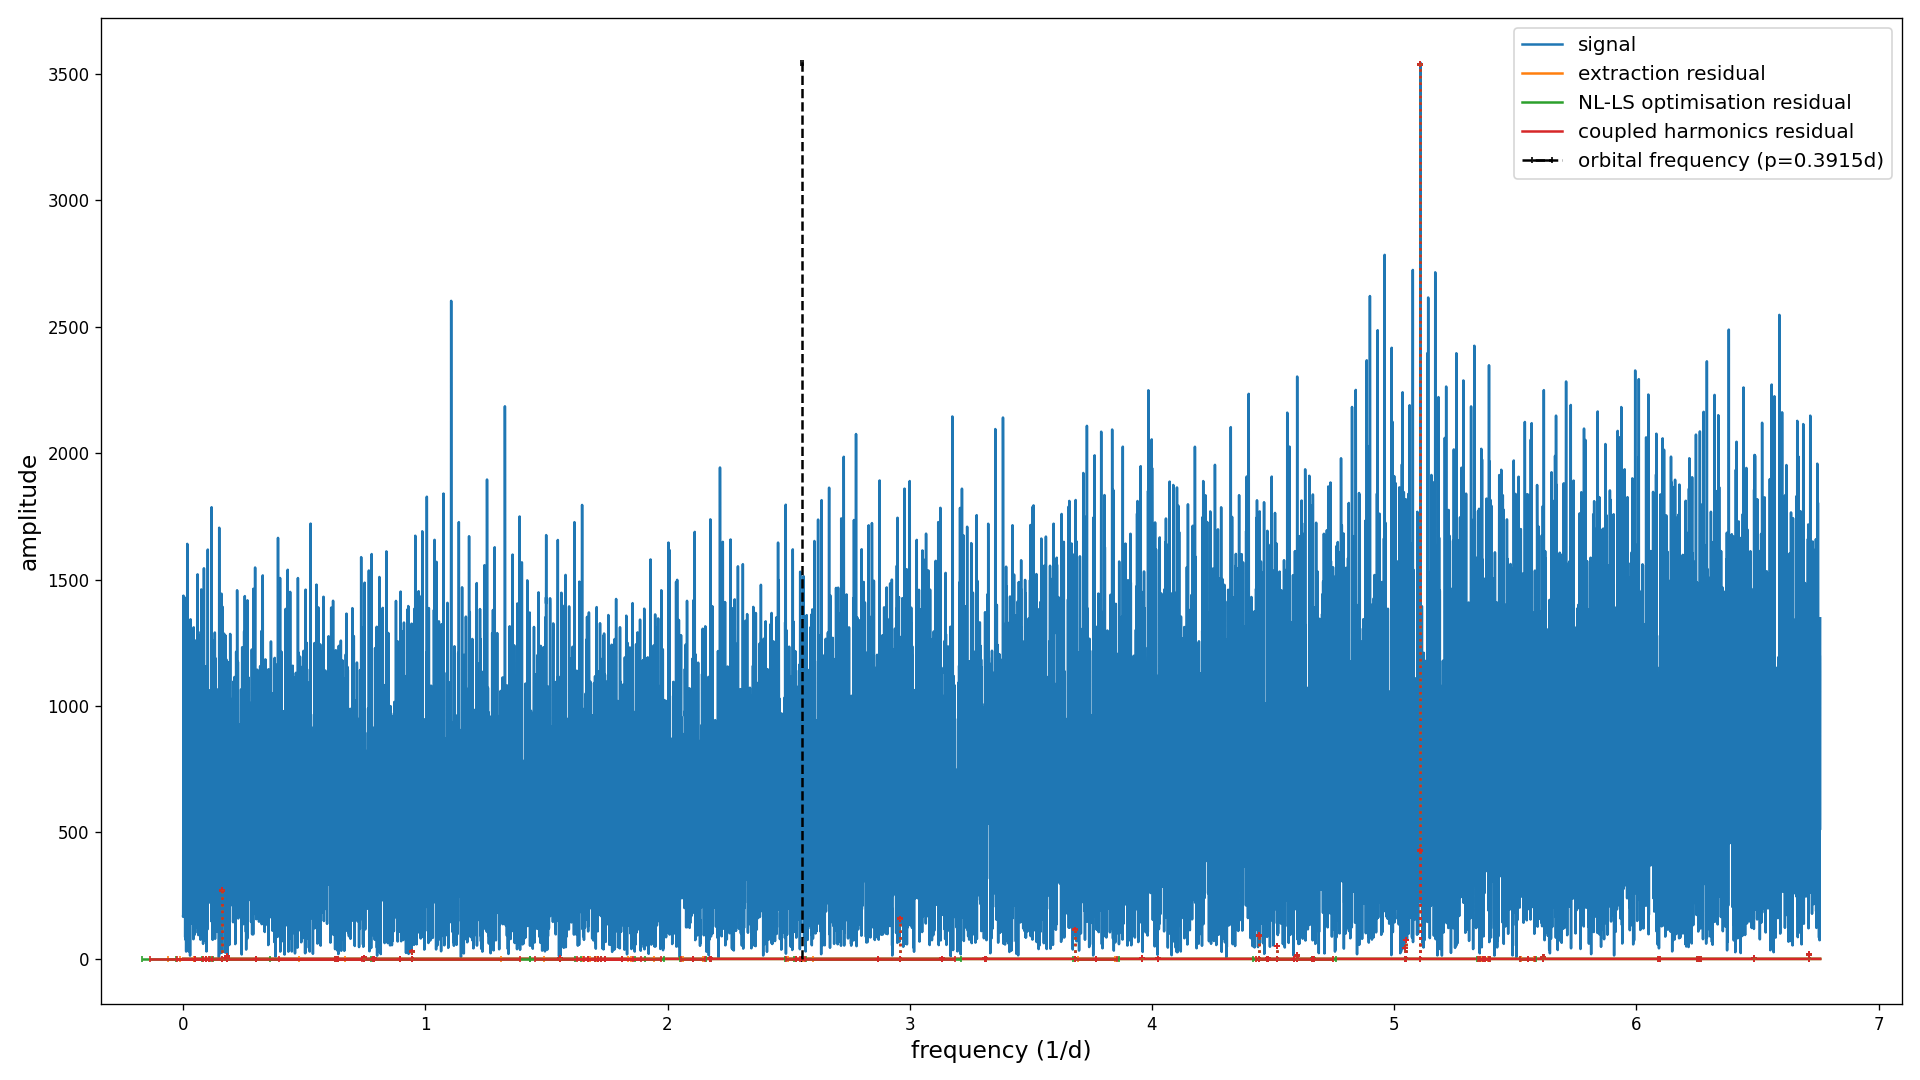 signal
extraction residual
NL-LS optimisation residual
coupled harmonics residual
orbital frequency (p=0.3915d)
3500
3000
2500
2000
1500
1000
500
0
amplitude
0 1 2 3 4 5 6 7
frequency (1/d)